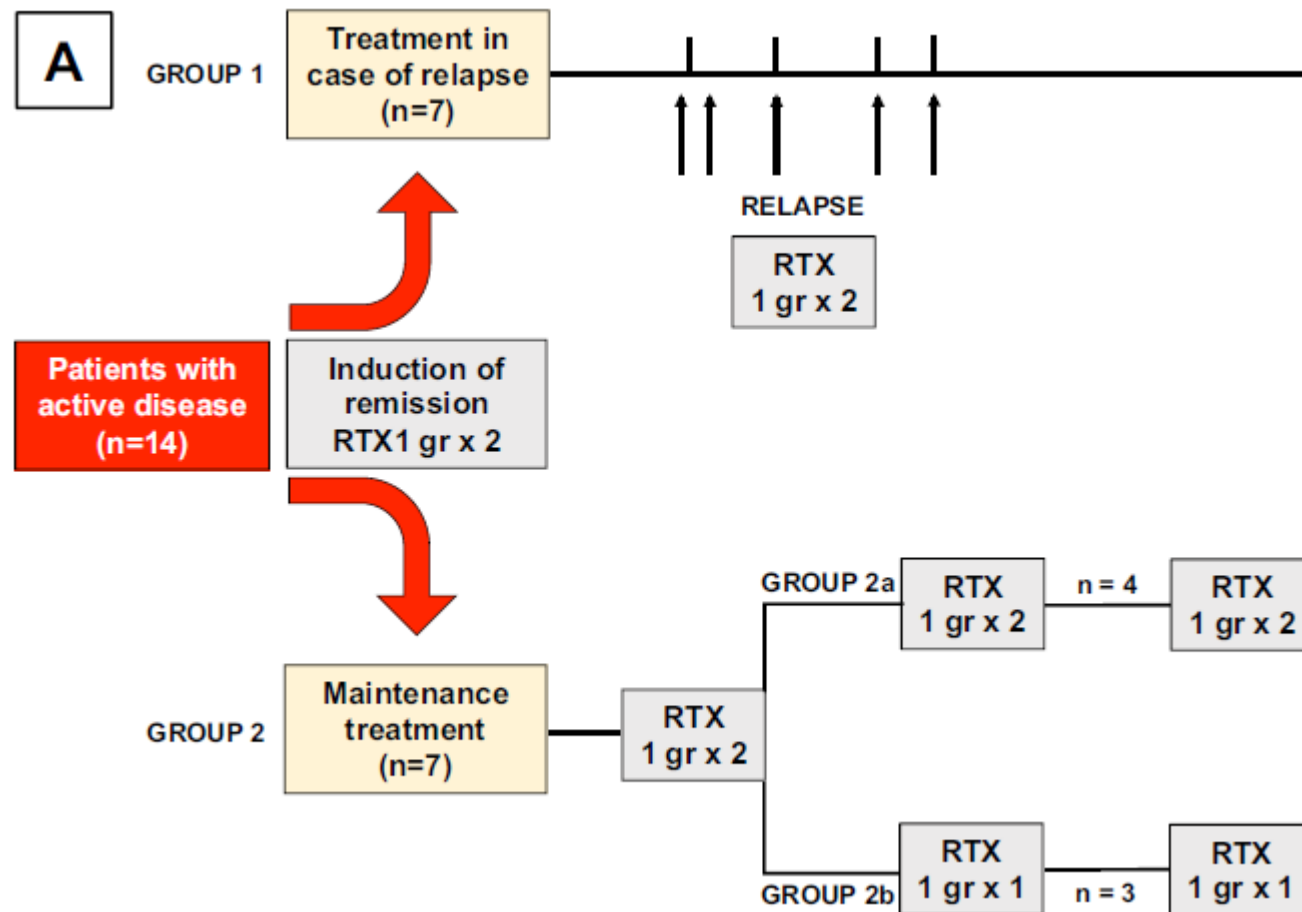 A
GROUP 1
Treatment in
case of relapse
(n=7)
RELAPSE
RTX
1 gr x 2
Patients with
active disease
(n=14)
Induction of
remission
RTX1 gr x 2
GROUP 2
Maintenance
treatment
(n=7)
RTX
1 gr x 2
GROUP 2a
RTX
1 gr x 2
n = 4
RTX
1 gr x 2
GROUP 2b
RTX
1 gr x 1
n = 3
RTX
1 gr x 1